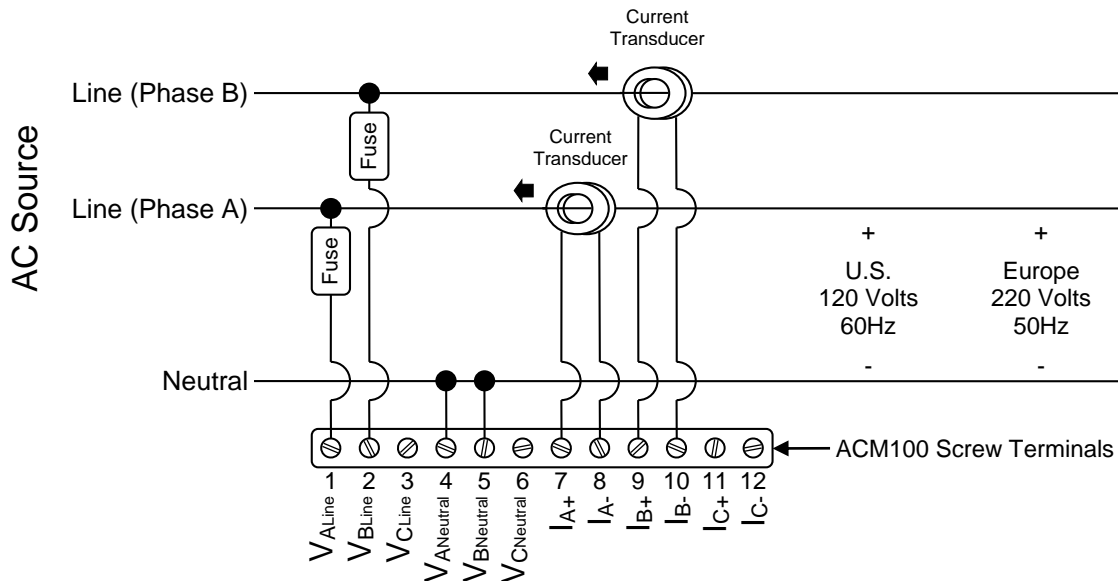 Current
Transducer
Line (Phase B)
Fuse
Current
Transducer
Line (Phase A)
Fuse
AC Source
+
U.S.
120 Volts
60Hz
-
+
Europe
220 Volts
50Hz
-
Neutral
ACM100 Screw Terminals
1 2 3 4 5 6 7 8 9 10 11 12
VALine
VBLine
VCLine
VANeutral
VBNeutral
VCNeutral
IA+
IA-
IB+
IB-
IC+
IC-